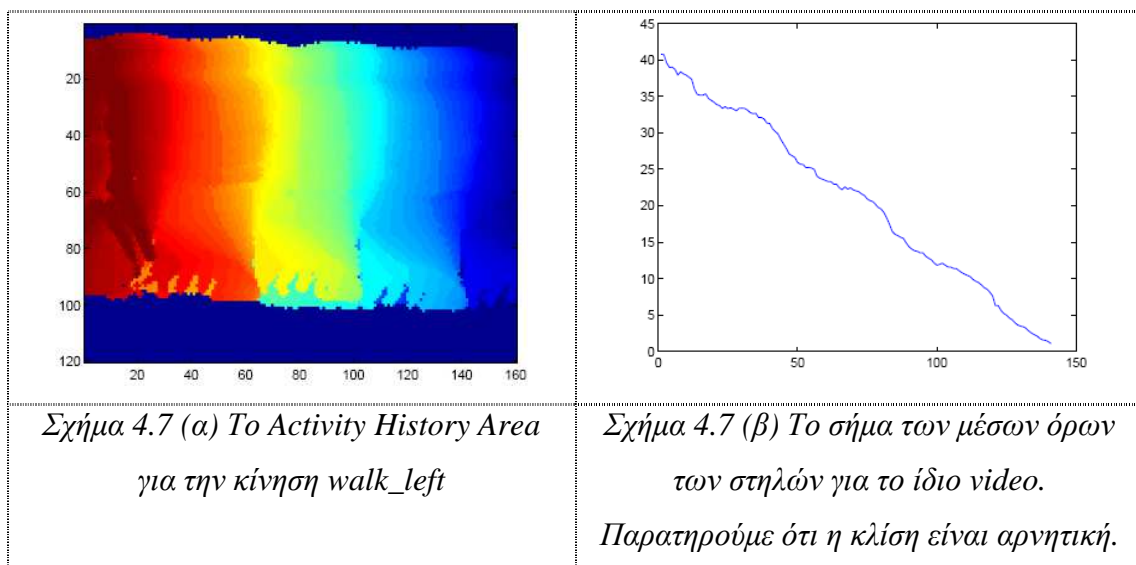 20
40
60
80
100
120
20 40 60 80 100 120 140 160
45
40
35
30
25
20
15
10
5
0
0 50 100 150
Σχήμα 4.7 (α) Το Activity History Area
για την κίνηση walk_left
Σχήμα 4.7 (β) Το σήμα των μέσων όρων
των στηλών για το ίδιο video.
Παρατηρούμε ότι η κλίση είναι αρνητική.